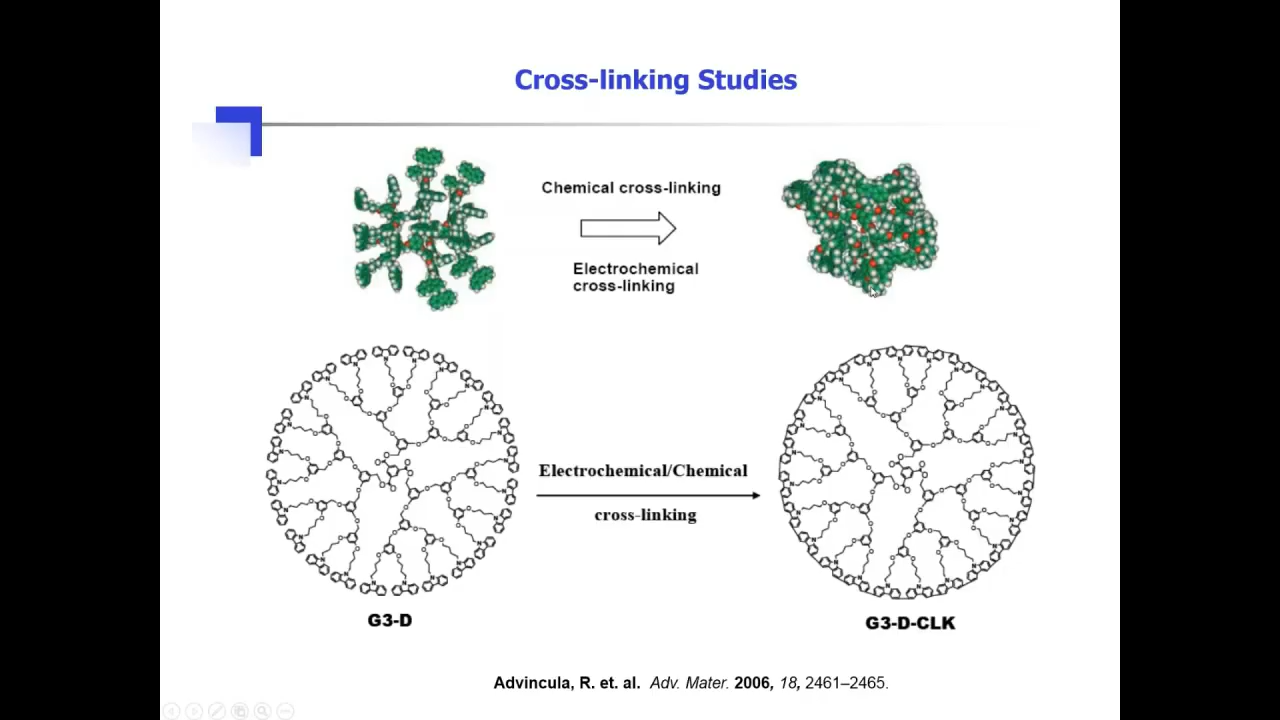 Cross-linking Studies
Chemical cross-linking
Electrochemical
cross-linking
Electrochemical/Chemical
cross-linking
G3-D
G3-D-CLK
Advincula, R. et. al. Adv. Mater. 2006, 18, 2461–2465.